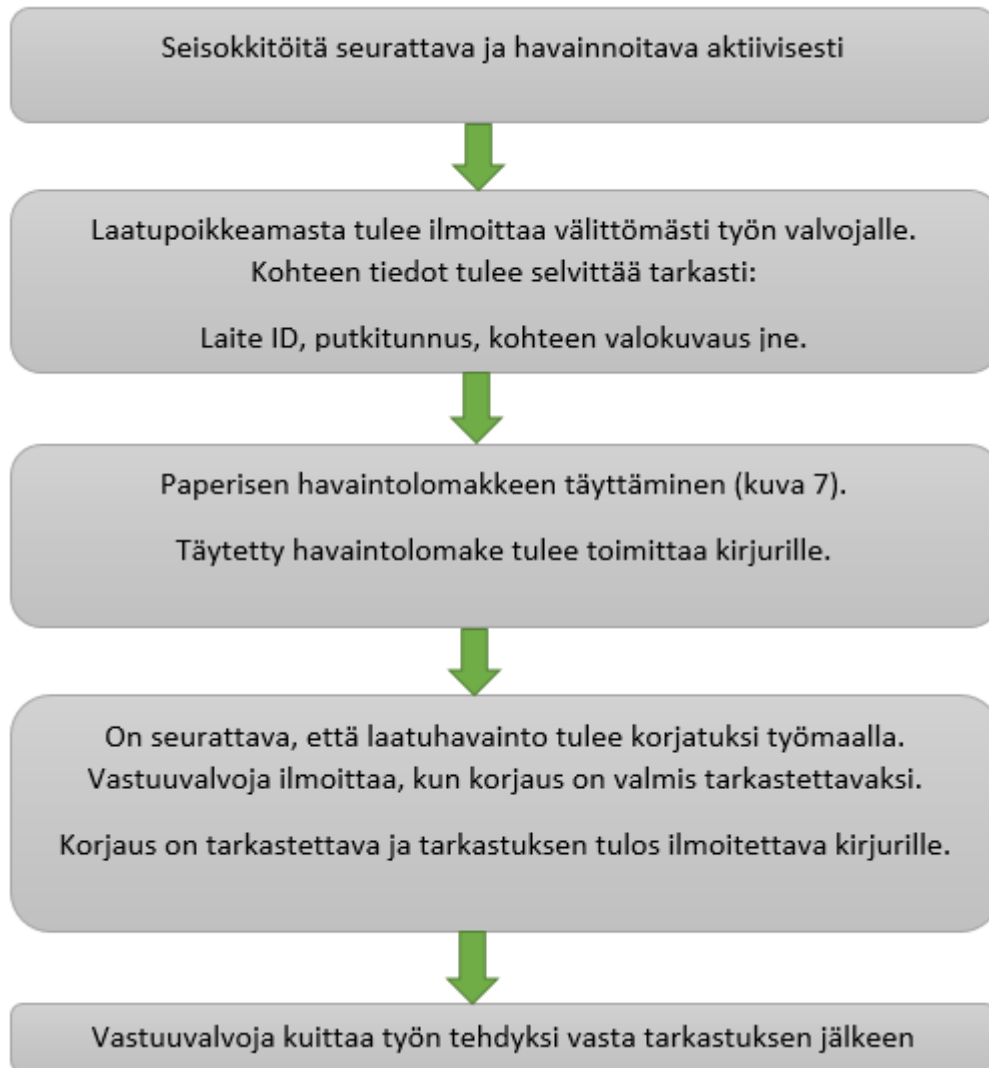 Seisokkitöitä seurattava ja havainnoitava aktiivisesti
Laatupoikkeamasta tulee ilmoittaa välittömästi työn valvojalle.
Kohteen tiedot tulee selvittää tarkasti:
Laite ID, putkitunnus, kohteen valokuvaus jne.
Paperisen havaintolomakkeen täyttäminen (kuva 7).
Täytetty havaintolomake tulee toimittaa kirjurille.
On seurattava, että laatuhavainto tulee korjatuksi työmaalla.
Vastuuvalvoja ilmoittaa, kun korjaus on valmis tarkastettavaksi.
Korjaus on tarkastettava ja tarkastuksen tulos ilmoitettava kirjurille.
Vastuuvalvoja kuittaa työn tehdyksi vasta tarkastuksen jälkeen